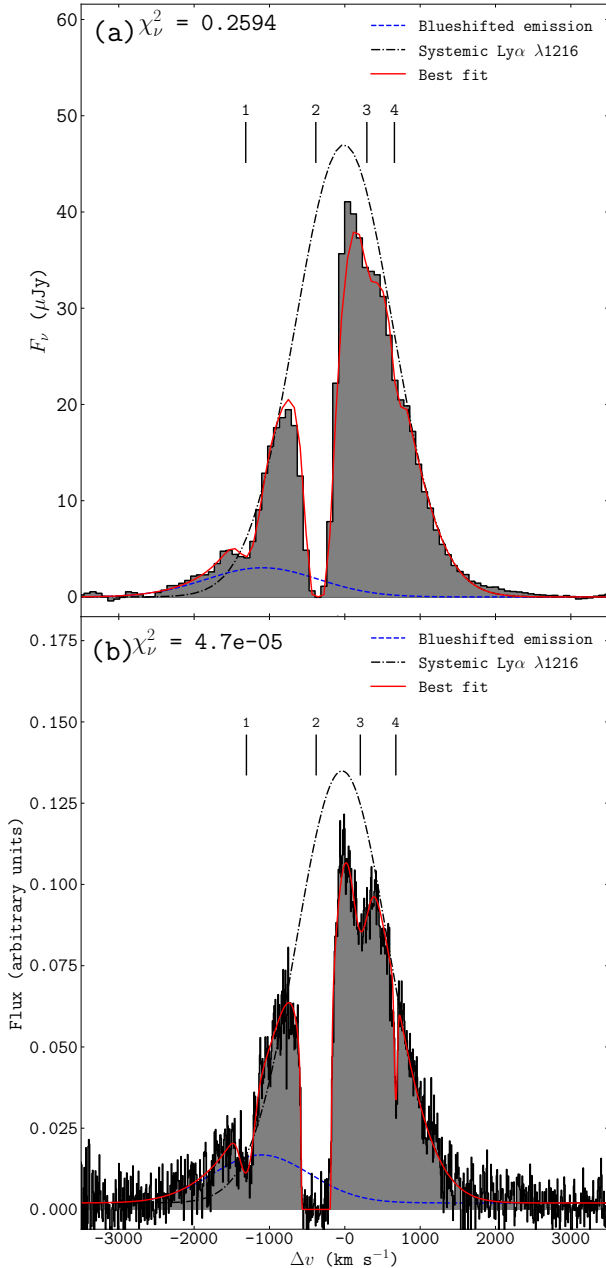 (a) χ²ᵥ = 0.2594
Blueshifted emission
Systemic Lyα λ1216
Best fit
1 2 3 4
60
50
40
30
20
10
0
Fᵥ (μJy)
(b) χ²ᵥ = 4.7e-05
Blueshifted emission
Systemic Lyα λ1216
Best fit
1 2 3 4
0.175
0.150
0.125
0.100
0.075
0.050
0.025
0.000
Flux (arbitrary units)
−3000 −2000 −1000 −0 1000 2000 3000
Δv (km s⁻¹)